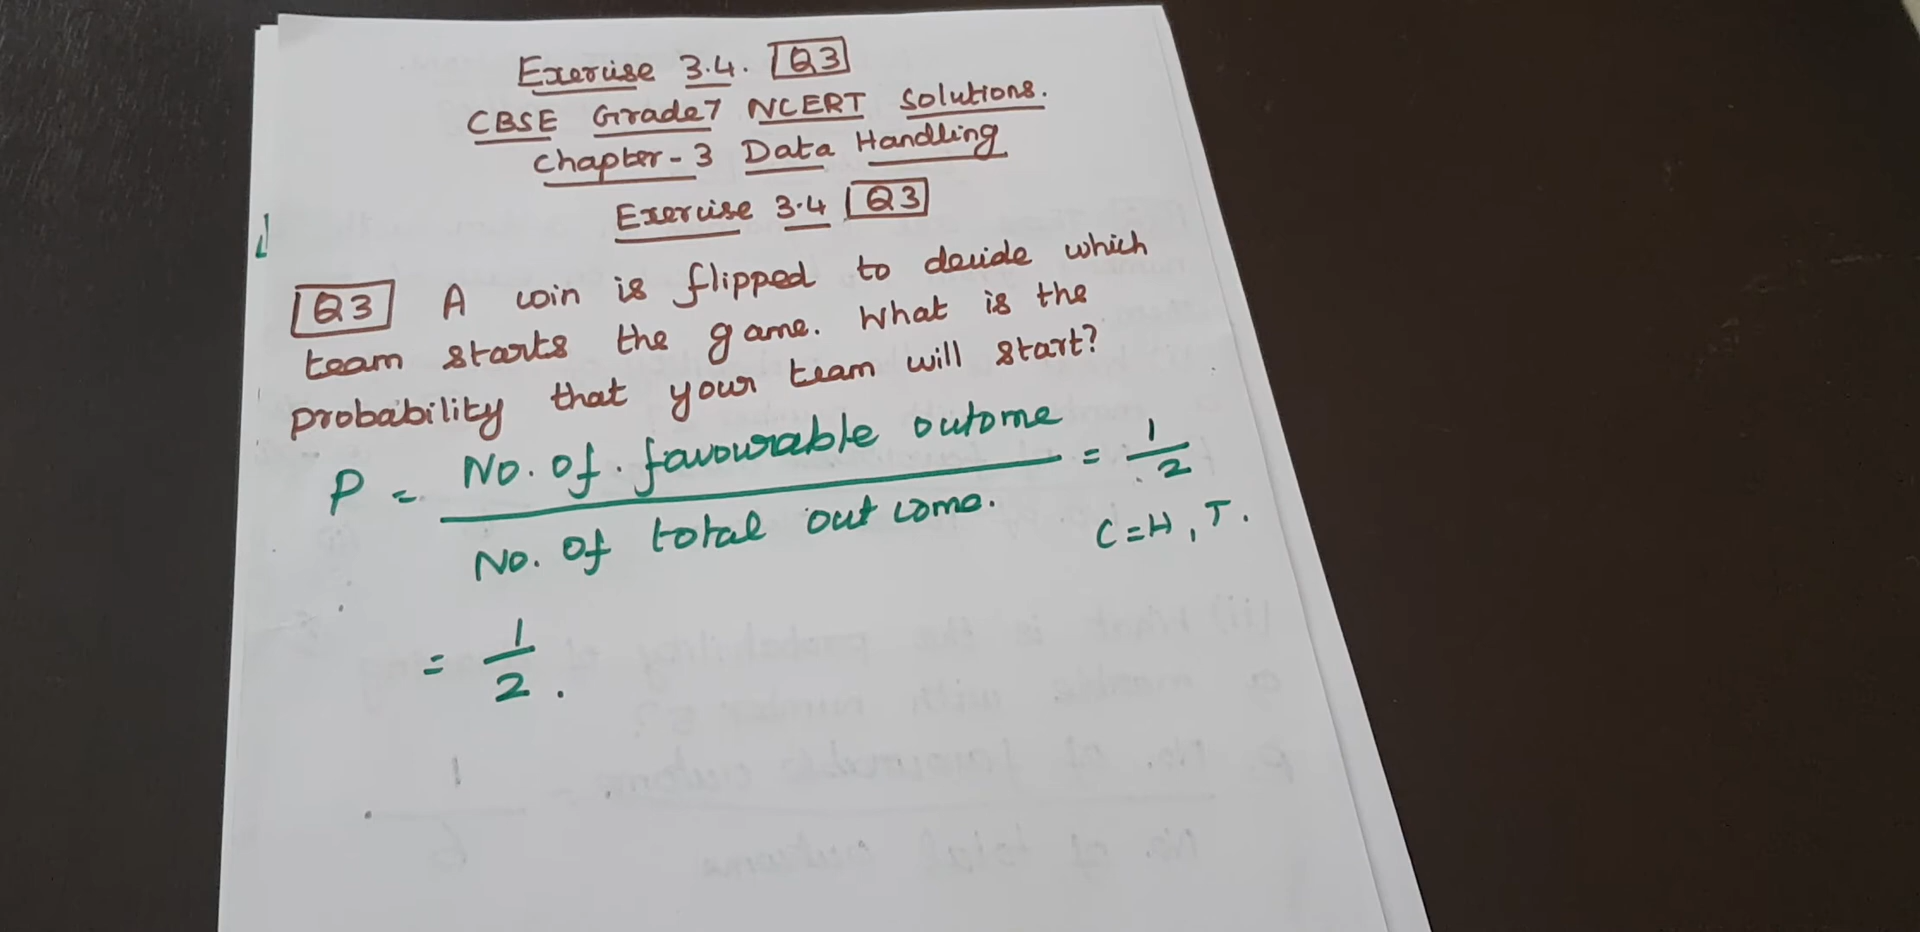 Exercise 3.4. Q3
CBSE Grade7 NCERT Solutions.
Chapter-3 Data Handling
Exercise 3.4 Q3
Q3 A coin is flipped to decide which
team starts the game. What is the
probability that your team will start?
P = No. of. favourable outome = 1/2
No. of total outcome.
C=H, T.
= 1/2.